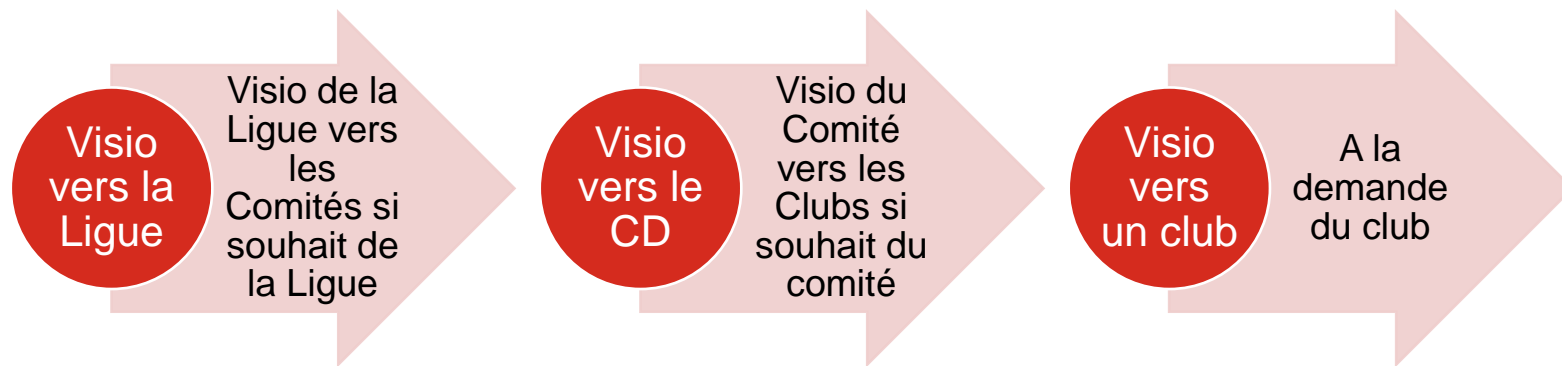 Visio
vers la
Ligue
Visio de la
Ligue vers
les
Comités si
souhait de
la Ligue
Visio
vers le
CD
Visio du
Comité
vers les
Clubs si
souhait du
comité
Visio
vers
un club
A la
demande
du club